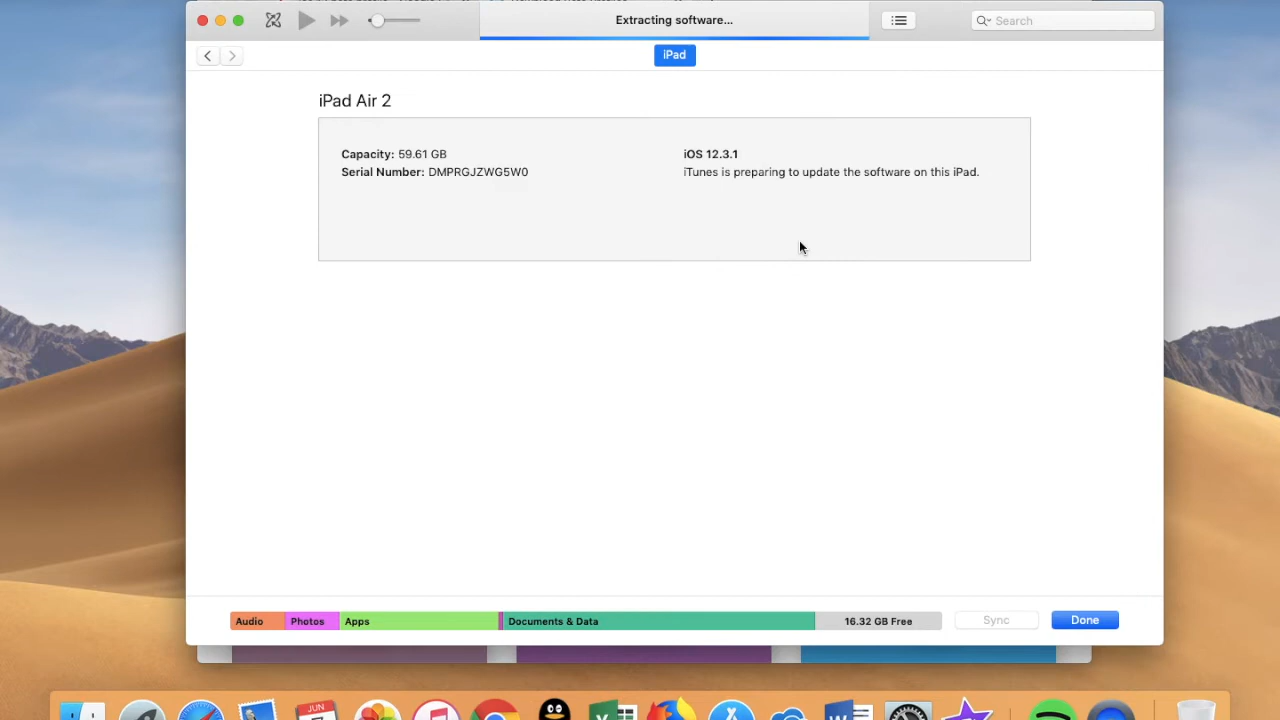 Extracting software...
Search
iPad
iPad Air 2
Capacity: 59.61 GB
Serial Number: DMPRGJZWG5W0
iOS 12.3.1
iTunes is preparing to update the software on this iPad.
Audio
Photos
Apps
Documents & Data
16.32 GB Free
Sync
Done
JUN